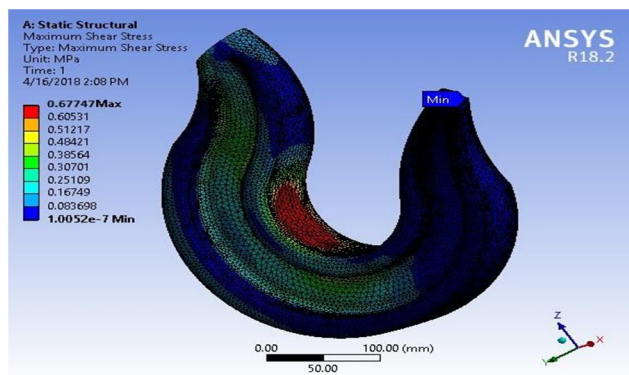 A: Static Structural
Maximum Shear Stress
Type: Maximum Shear Stress
Unit: MPa
Time: 1
4/16/2018 2:08 PM
ANSYS
R18.2
0.67747Max
0.60531
0.51217
0.48421
0.38564
0.30701
0.25109
0.16749
0.083698
1.0052e-7 Min
Min
0.00 100.00 (mm)
50.00
Z
X
Y